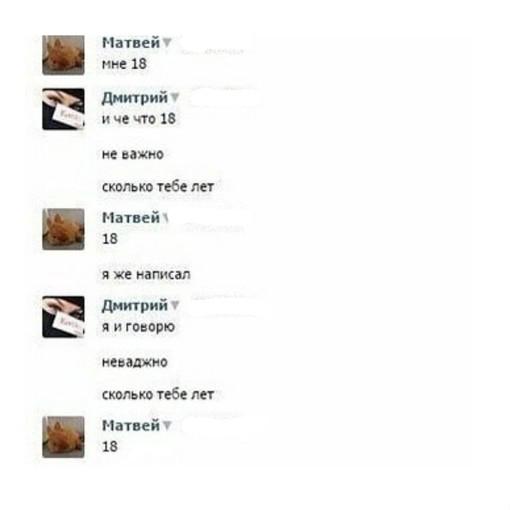 Матвей
мне 18
Дмитрий
и че что 18
не важно
сколько тебе лет
Матвей
18
я же написал
Дмитрий
я и говорю
неваджно
сколько тебе лет
Матвей
18